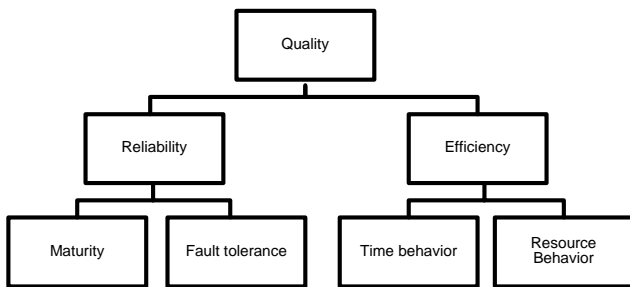 Quality
Reliability
Efficiency
Maturity
Fault tolerance
Time behavior
Resource
Behavior